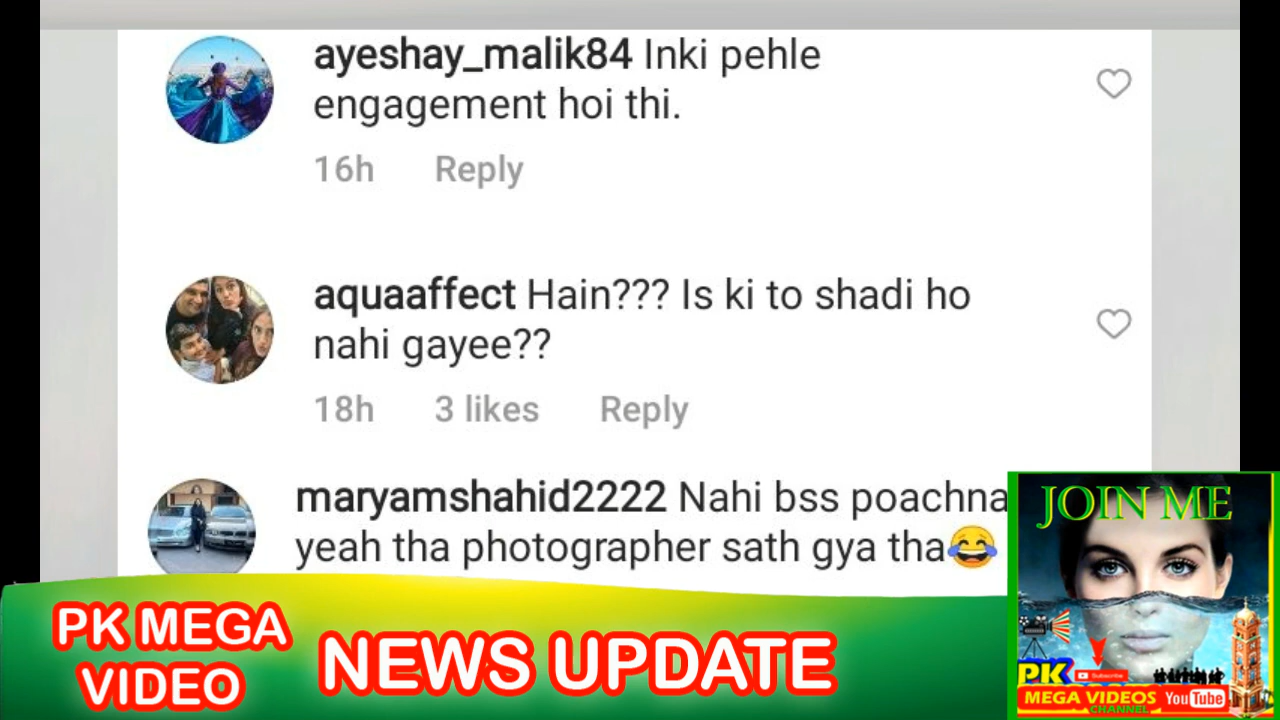 ayeshay_malik84 Inki pehle
engagement hoi thi.
16h Reply
aquaaffect Hain??? Is ki to shadi ho
nahi gayee??
18h 3 likes Reply
maryamshahid2222 Nahi bss poachna
yeah tha photographer sath gya tha😂
JOIN ME
PK MEGA
VIDEO
NEWS UPDATE
PK
Subscribe
MEGA VIDEOS YouTube
CHANNEL